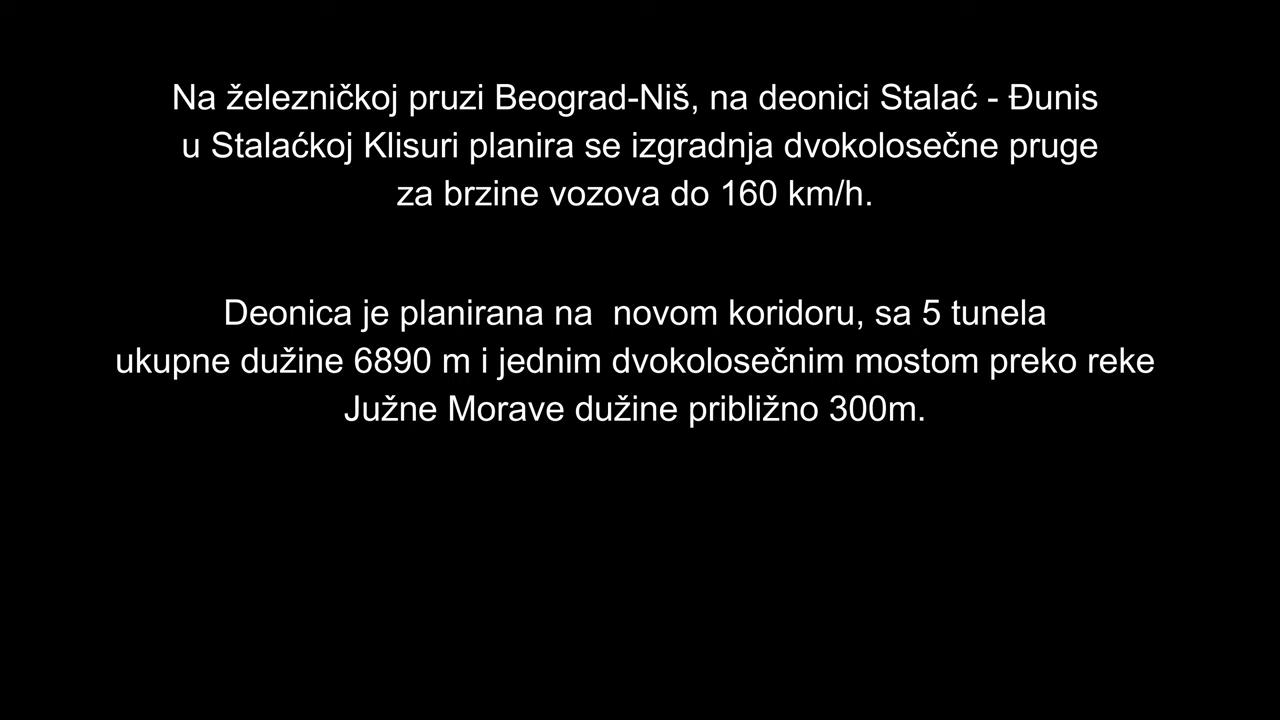 Na železničkoj pruzi Beograd-Niš, na deonici Stalać - Đunis
u Stalaćkoj Klisuri planira se izgradnja dvokolosečne pruge
za brzine vozova do 160 km/h.
Deonica je planirana na  novom koridoru, sa 5 tunela
ukupne dužine 6890 m i jednim dvokolosečnim mostom preko reke
Južne Morave dužine približno 300m.